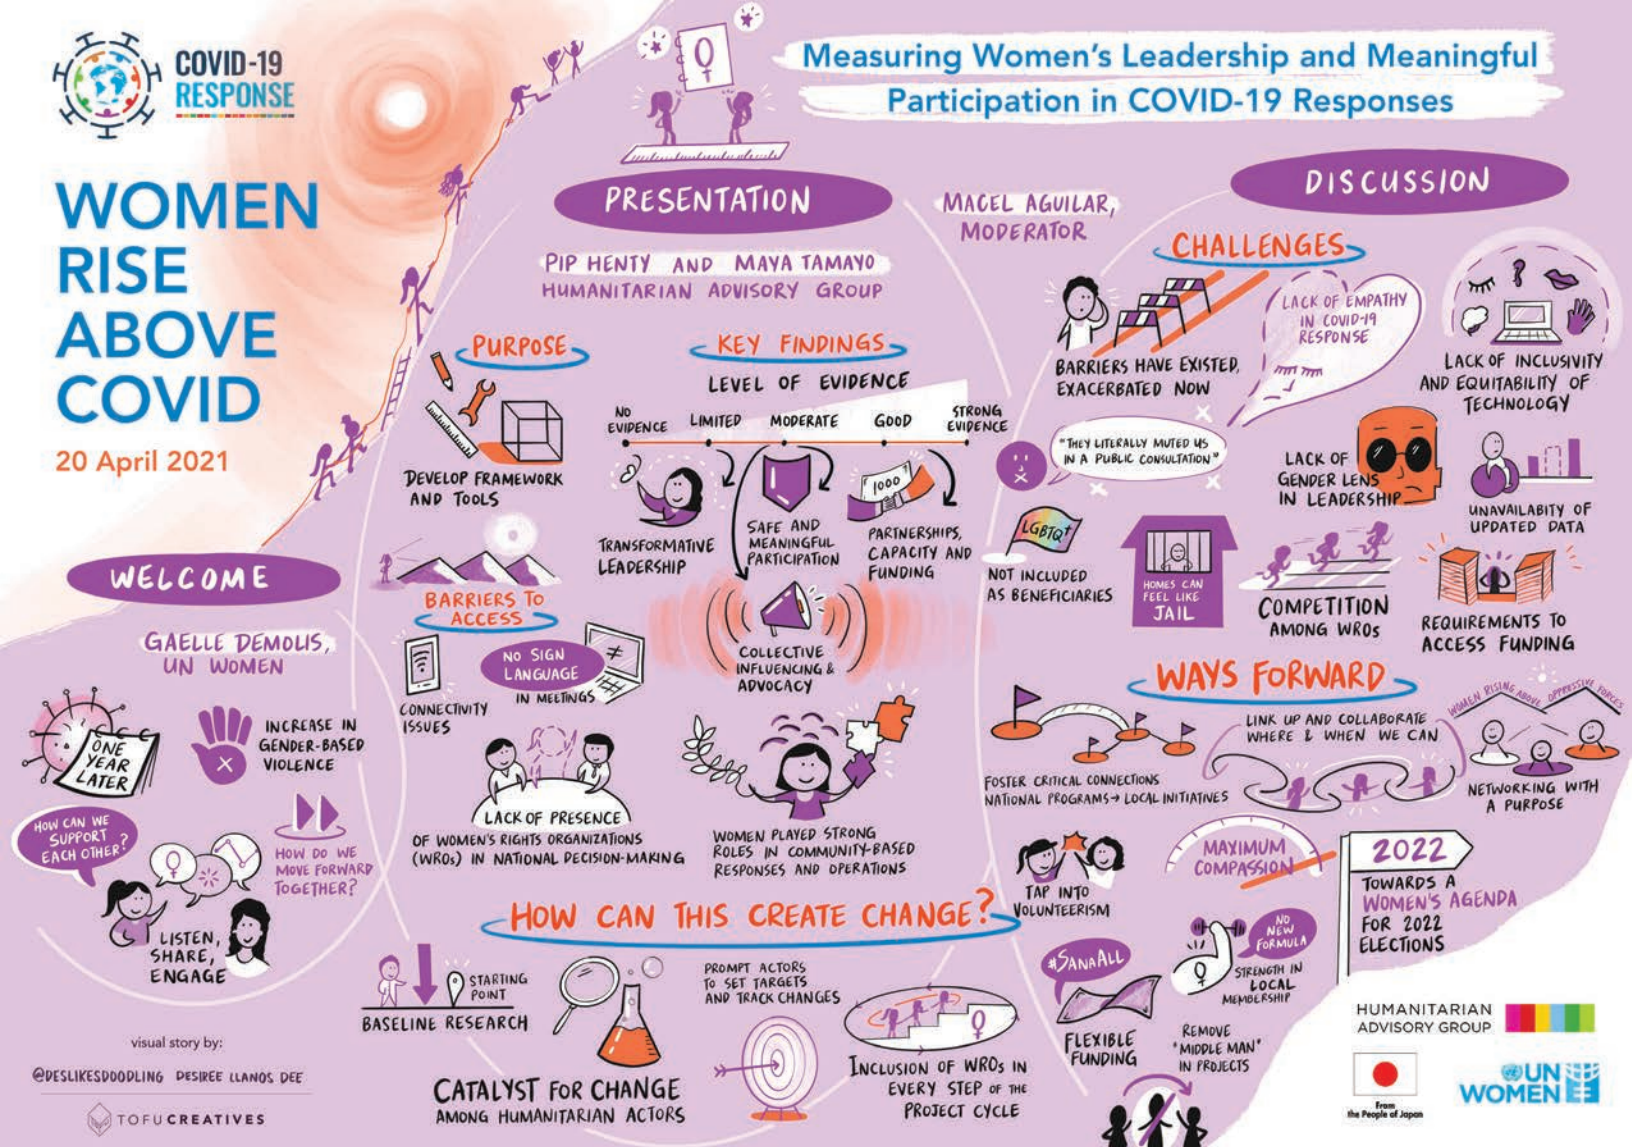 COVID-19
RESPONSE
WOMEN
RISE
ABOVE
COVID
20 April 2021
Measuring Women's Leadership and Meaningful
Participation in COVID-19 Responses
WELCOME
GAELLE DEMOLIS,
UN WOMEN
ONE
YEAR
LATER
INCREASE IN
GENDER-BASED
VIOLENCE
HOW CAN WE
SUPPORT
EACH OTHER?
HOW DO WE
MOVE FORWARD
TOGETHER?
LISTEN,
SHARE,
ENGAGE
visual story by:
@DESLIKESDOODLING DESIREE LLANOS DEE
TOFUCREATIVES
PRESENTATION
PIP HENTY AND MAYA TAMAYO
HUMANITARIAN ADVISORY GROUP
PURPOSE
DEVELOP FRAMEWORK
AND TOOLS
BARRIERS TO
ACCESS
CONNECTIVITY
ISSUES
NO SIGN
LANGUAGE
IN MEETINGS
LACK OF PRESENCE
OF WOMEN'S RIGHTS ORGANIZATIONS
(WROs) IN NATIONAL DECISION-MAKING
KEY FINDINGS
LEVEL OF EVIDENCE
NO
EVIDENCE
LIMITED
MODERATE
GOOD
STRONG
EVIDENCE
TRANSFORMATIVE
LEADERSHIP
SAFE AND
MEANINGFUL
PARTICIPATION
1000
PARTNERSHIPS,
CAPACITY AND
FUNDING
COLLECTIVE
INFLUENCING &
ADVOCACY
WOMEN PLAYED STRONG
ROLES IN COMMUNITY-BASED
RESPONSES AND OPERATIONS
HOW CAN THIS CREATE CHANGE?
STARTING
POINT
BASELINE RESEARCH
CATALYST FOR CHANGE
AMONG HUMANITARIAN ACTORS
PROMPT ACTORS
TO SET TARGETS
AND TRACK CHANGES
INCLUSION OF WROs IN
EVERY STEP OF THE
PROJECT CYCLE
MACEL AGUILAR,
MODERATOR
DISCUSSION
CHALLENGES
BARRIERS HAVE EXISTED,
EXACERBATED NOW
LACK OF EMPATHY
IN COVID-19
RESPONSE
LACK OF INCLUSIVITY
AND EQUITABILITY OF
TECHNOLOGY
"THEY LITERALLY MUTED US
IN A PUBLIC CONSULTATION"
LACK OF
GENDER LENS
IN LEADERSHIP
UNAVAILABITY OF
UPDATED DATA
LGBTQ+
NOT INCLUDED
AS BENEFICIARIES
HOMES CAN
FEEL LIKE
JAIL
COMPETITION
AMONG WROs
REQUIREMENTS TO
ACCESS FUNDING
WAYS FORWARD
FOSTER CRITICAL CONNECTIONS
NATIONAL PROGRAMS→ LOCAL INITIATIVES
LINK UP AND COLLABORATE
WHERE & WHEN WE CAN
WOMEN RISING ABOVE OPPRESSIVE FORCES
NETWORKING WITH
A PURPOSE
TAP INTO
VOLUNTEERISM
MAXIMUM
COMPASSION
2022
TOWARDS A
WOMEN'S AGENDA
FOR 2022
ELECTIONS
#SANAALL
FLEXIBLE
FUNDING
NO
NEW
FORMULA
STRENGTH IN
LOCAL
MEMBERSHIP
REMOVE
"MIDDLE MAN"
IN PROJECTS
HUMANITARIAN
ADVISORY GROUP
From
the People of Japan
UN
WOMEN